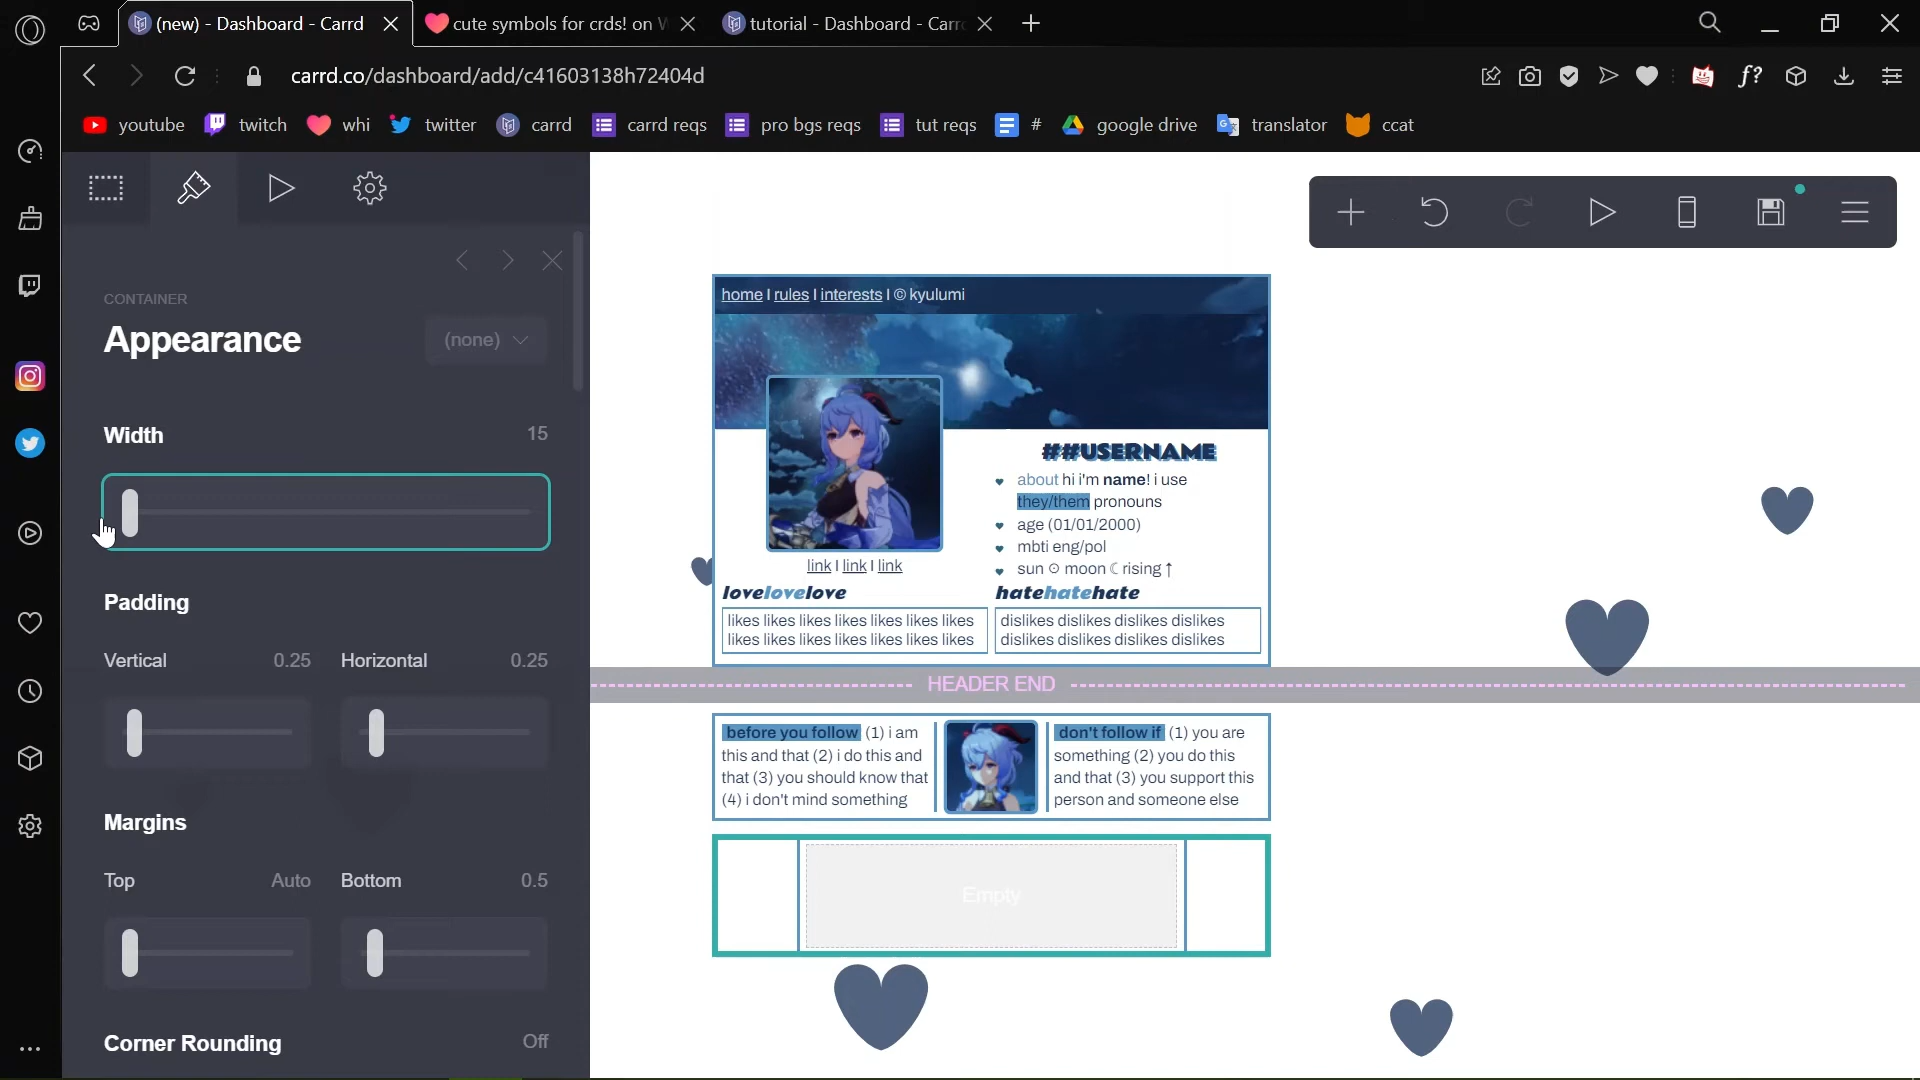 (new) - Dashboard - Carrd
cute symbols for crds! on
tutorial - Dashboard - Carrd
carrd.co/dashboard/add/c41603138h72404d
youtube
twitch
whi
twitter
carrd
carrd reqs
pro bgs reqs
tut reqs
#
google drive
translator
ccat
CONTAINER
Appearance
(none)
Width
15
Padding
Vertical
0.25
Horizontal
0.25
Margins
Top
Auto
Bottom
0.5
Corner Rounding
Off
home I rules I interests I © kyulumi
##USERNAME
about hi i'm name! i use
they/them pronouns
age (01/01/2000)
mbti eng/pol
sun ☉ moon ☾ rising ↑
link I link I link
lovelovelove
likes likes likes likes likes likes likes
likes likes likes likes likes likes likes
hatehatehate
dislikes dislikes dislikes dislikes
dislikes dislikes dislikes dislikes
HEADER END
before you follow (1) i am
this and that (2) i do this and
that (3) you should know that
(4) i don't mind something
don't follow if (1) you are
something (2) you do this
and that (3) you support this
person and someone else
Empty